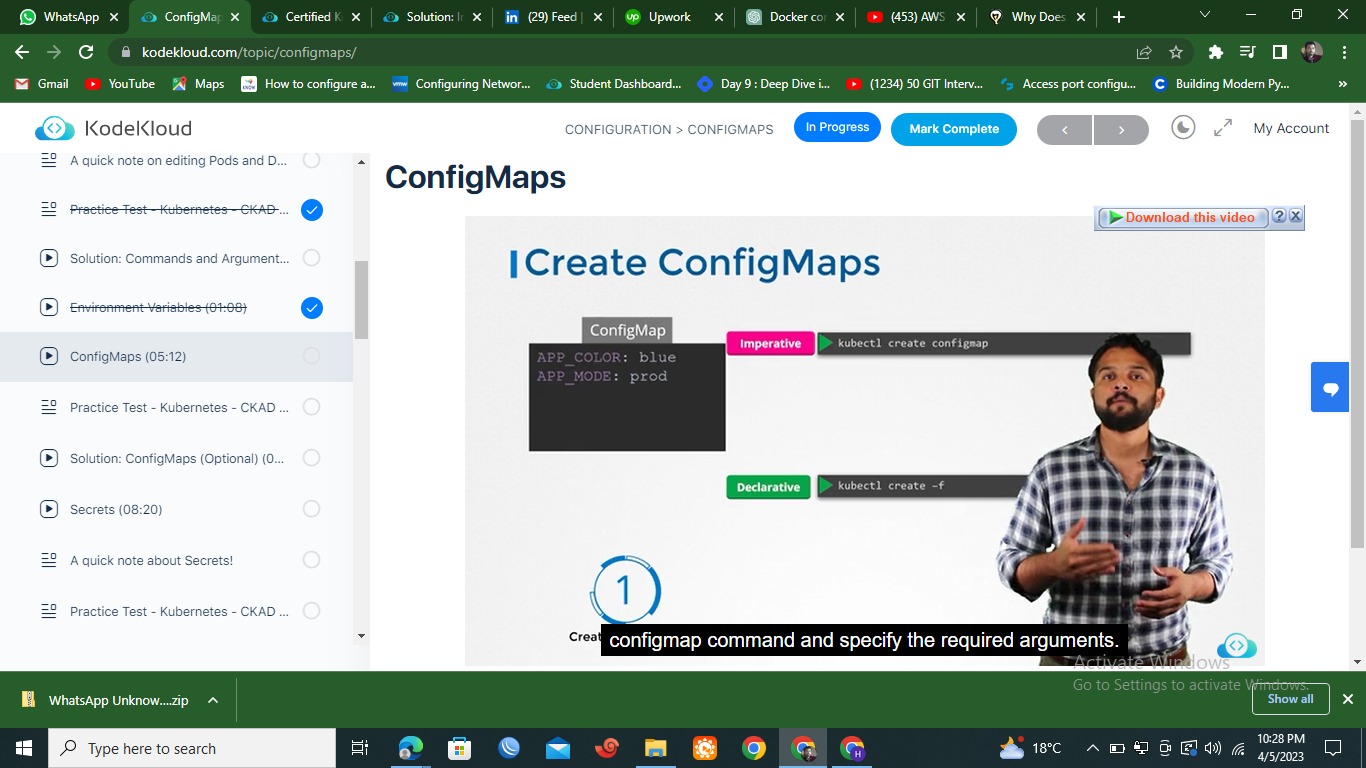 WhatsApp
ConfigMap
Certified K
Solution: In
(29) Feed |
Upwork
Docker con
(453) AWS
Why Does
kodekloud.com/topic/configmaps/
Gmail
YouTube
Maps
How to configure a...
Configuring Networ...
Student Dashboard...
Day 9 : Deep Dive i...
(1234) 50 GIT Interv...
Access port configu...
Building Modern Py...
»
KodeKloud
CONFIGURATION > CONFIGMAPS
In Progress
Mark Complete
<
>
My Account
A quick note on editing Pods and D...
Practice Test - Kubernetes - CKAD ...
Solution: Commands and Argument...
Environment Variables (01:08)
ConfigMaps (05:12)
Practice Test - Kubernetes - CKAD ...
Solution: ConfigMaps (Optional) (0...
Secrets (08:20)
A quick note about Secrets!
Practice Test - Kubernetes - CKAD ...
ConfigMaps
Download this video
?
X
Create ConfigMaps
ConfigMap
APP_COLOR: blue
APP_MODE: prod
Imperative
kubectl create configmap
Declarative
kubectl create -f
1
Creat
configmap command and specify the required arguments.
Activate Windows
Go to Settings to activate Windows.
WhatsApp Unknow....zip
Show all
Type here to search
18°C
10:28 PM
4/5/2023